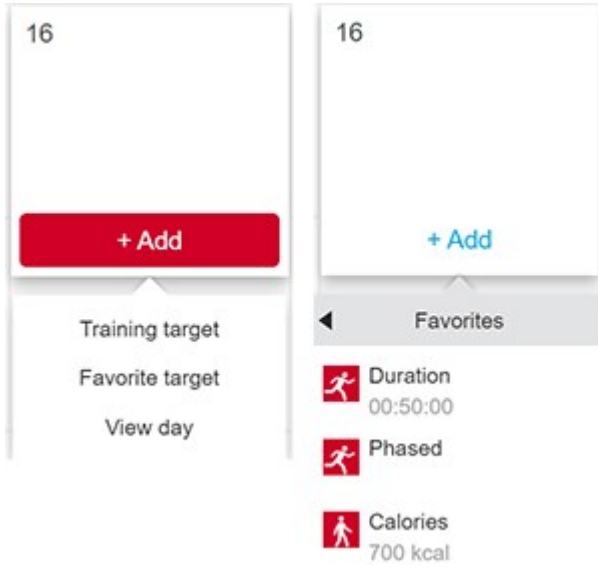 16
+ Add
Training target
Favorite target
View day
16
+ Add
Favorites
Duration
00:50:00
Phased
Calories
700 kcal